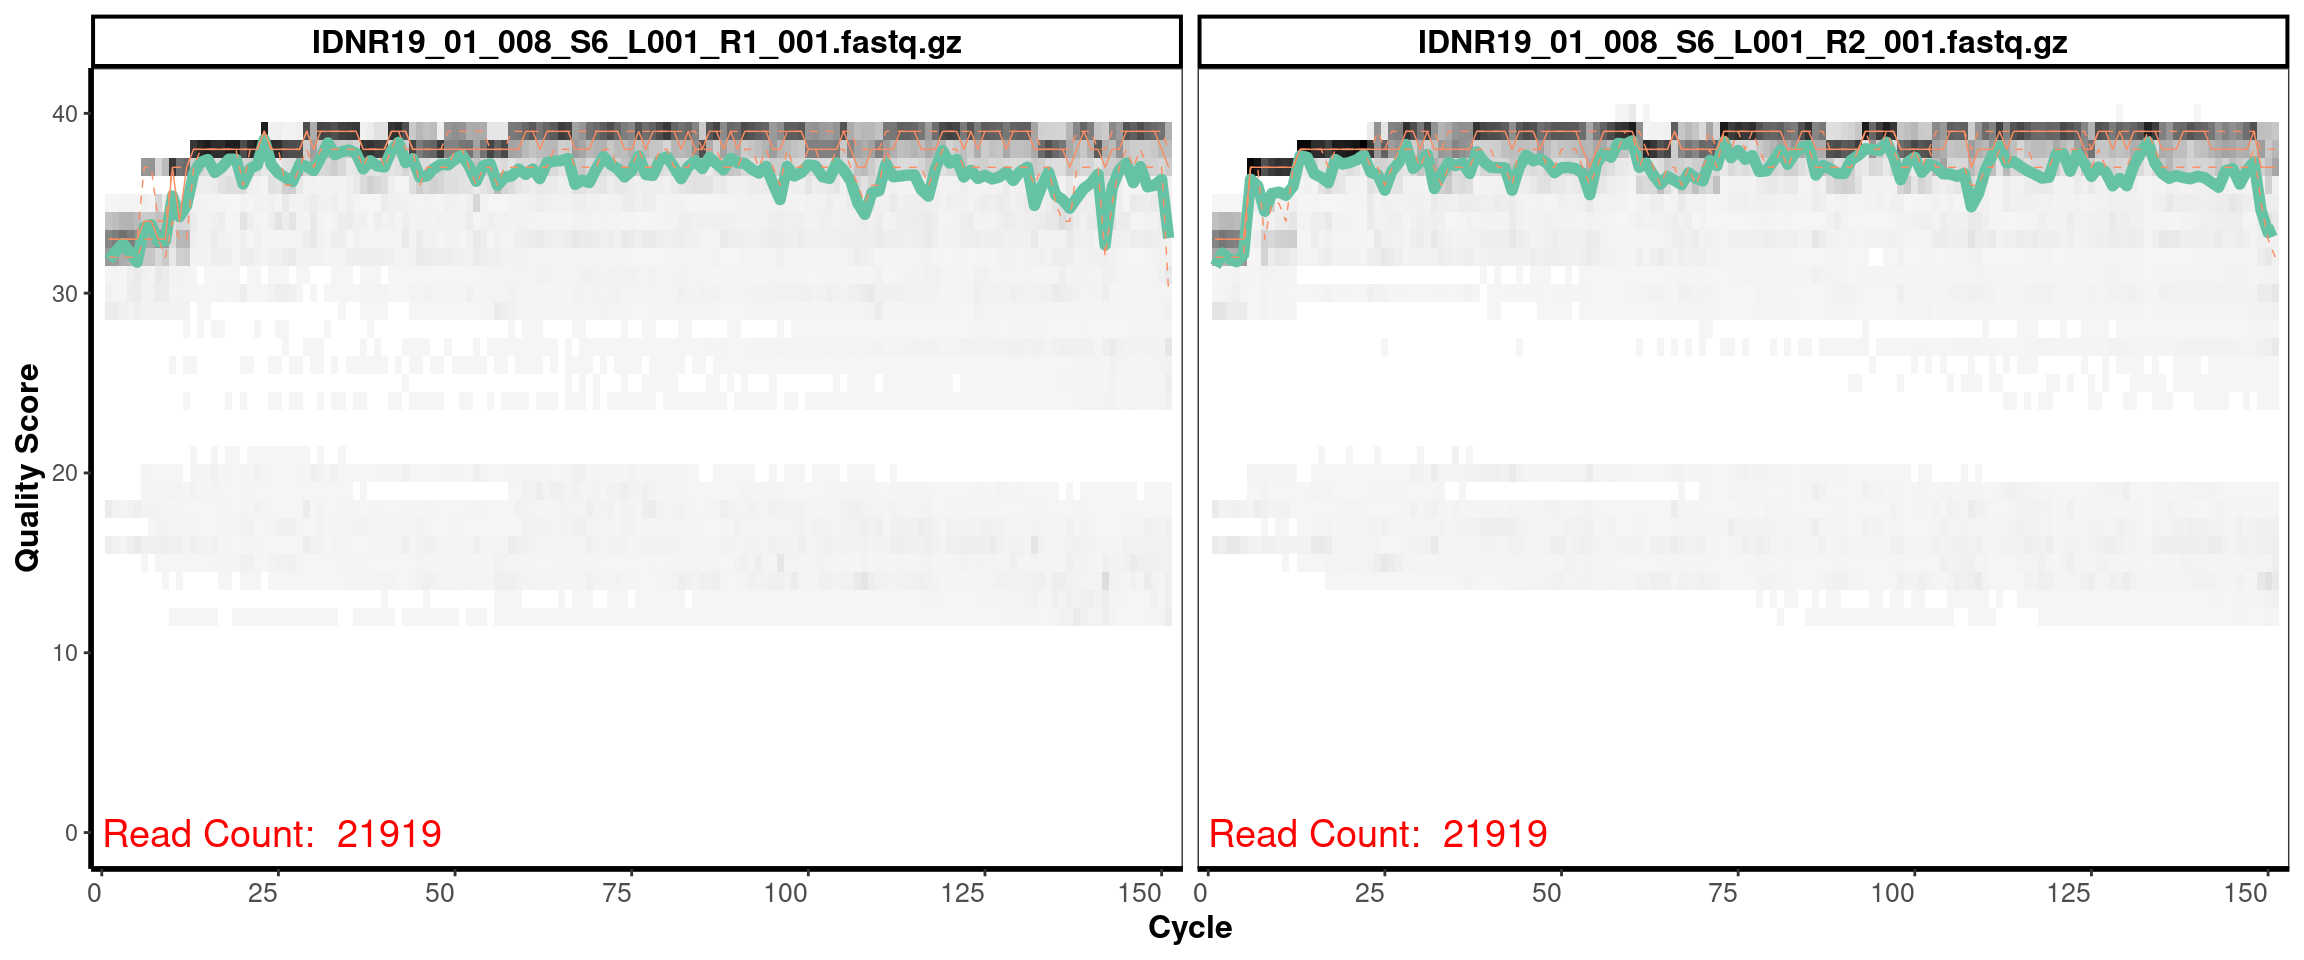 IDNR19_01_008_S6_L001_R1_001.fastq.gz
IDNR19_01_008_S6_L001_R2_001.fastq.gz
Quality Score
40
30
20
10
0
Read Count:  21919
Read Count:  21919
0 25 50 75 100 125 150
0 25 50 75 100 125 150
Cycle